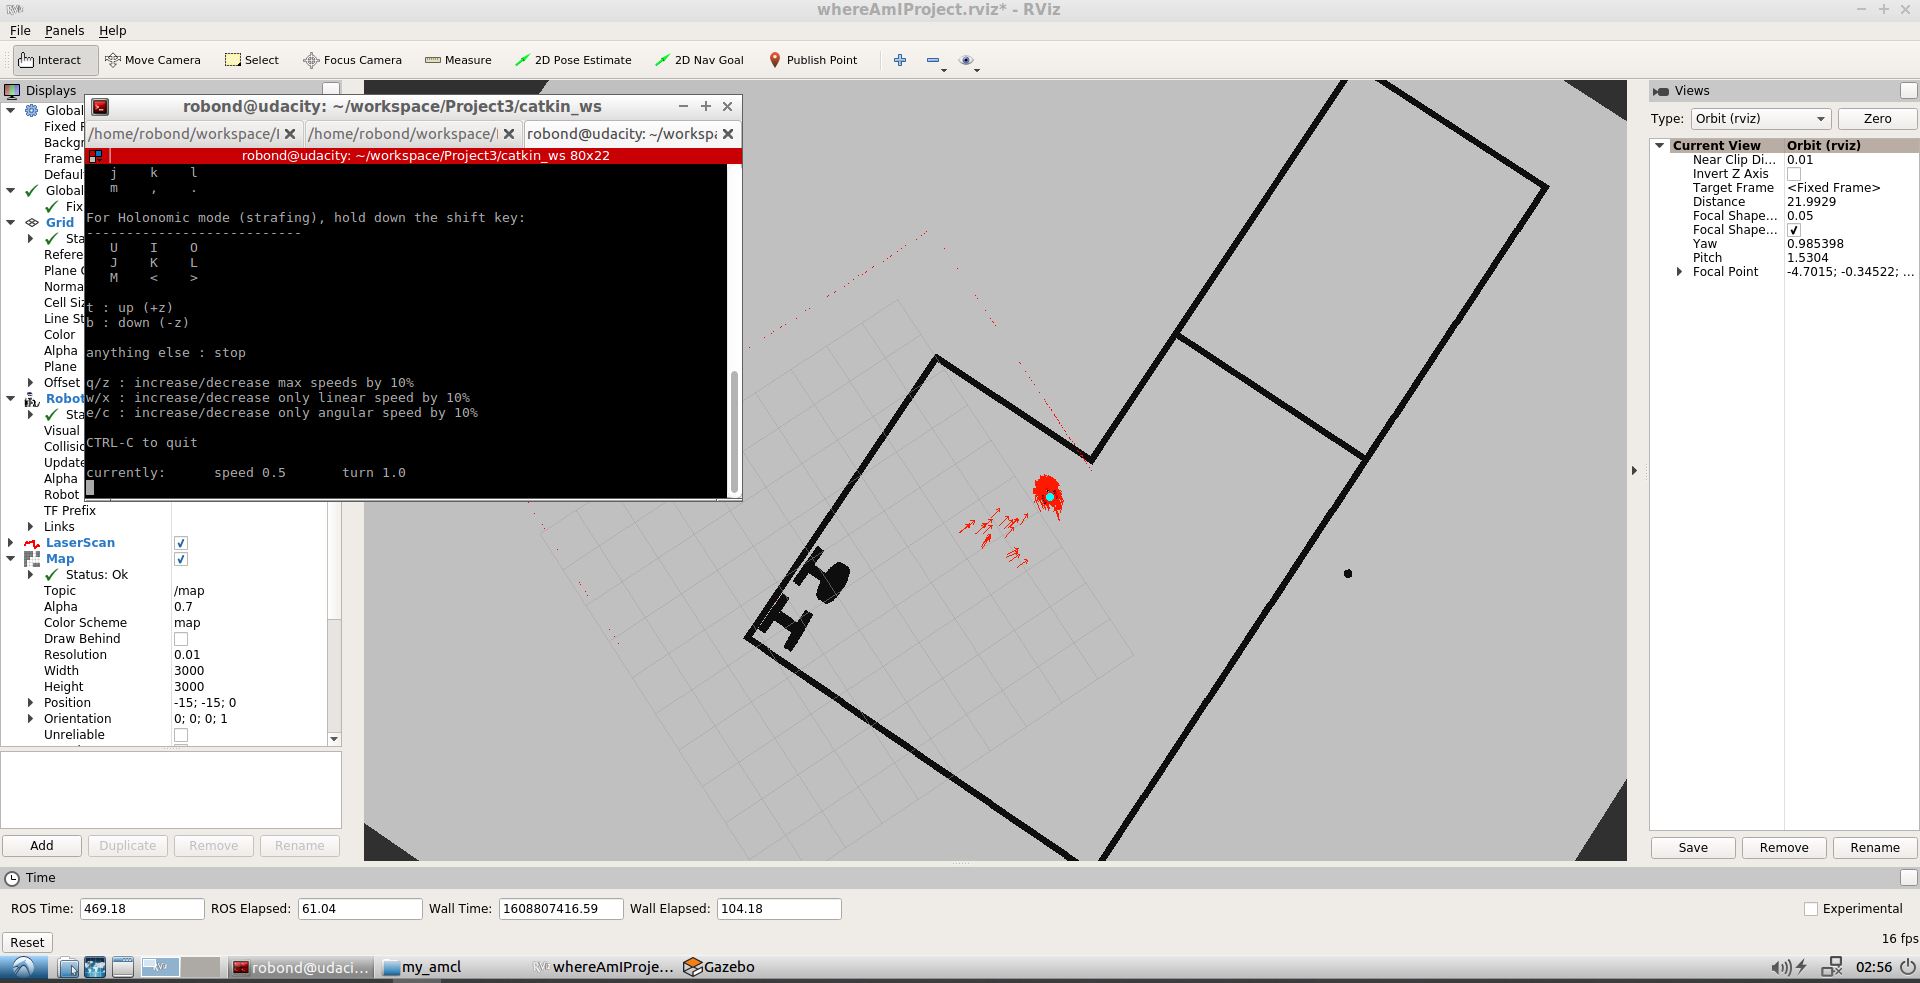 whereAmIProject.rviz* - RViz
File Panels Help
Interact Move Camera Select Focus Camera Measure 2D Pose Estimate 2D Nav Goal Publish Point
Displays
Global
Fixed F
Backgr
Frame
Defaul
Global
Fix
Grid
Sta
Refere
Plane C
Norma
Cell Siz
Line St
Color
Alpha
Plane
Offset
Robot
Sta
Visual
Collisio
Update
Alpha
Robot
TF Prefix
Links
LaserScan
Map
Status: Ok
Topic /map
Alpha 0.7
Color Scheme map
Draw Behind
Resolution 0.01
Width 3000
Height 3000
Position -15; -15; 0
Orientation 0; 0; 0; 1
Unreliable
Add Duplicate Remove Rename
robond@udacity: ~/workspace/Project3/catkin_ws
/home/robond/workspace/ /home/robond/workspace/ robond@udacity: ~/workspa
robond@udacity: ~/workspace/Project3/catkin_ws 80x22
j k l
m , .
For Holonomic mode (strafing), hold down the shift key:
---------------------------
U I O
J K L
M < >
t : up (+z)
b : down (-z)
anything else : stop
q/z : increase/decrease max speeds by 10%
w/x : increase/decrease only linear speed by 10%
e/c : increase/decrease only angular speed by 10%
CTRL-C to quit
currently: speed 0.5 turn 1.0
Views
Type: Orbit (rviz) Zero
Current View Orbit (rviz)
Near Clip Di... 0.01
Invert Z Axis
Target Frame <Fixed Frame>
Distance 21.9929
Focal Shape... 0.05
Focal Shape...
Yaw 0.985398
Pitch 1.5304
Focal Point -4.7015; -0.34522; ...
Save Remove Rename
Time
ROS Time: 469.18 ROS Elapsed: 61.04 Wall Time: 1608807416.59 Wall Elapsed: 104.18 Experimental
Reset 16 fps
robond@udaci... my_amcl whereAmIProje... Gazebo 02:56